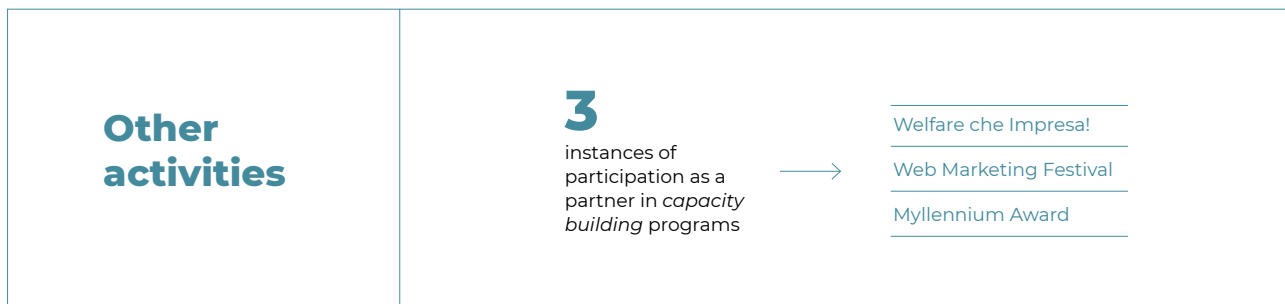 Other
activities
3
instances of
participation as a
partner in capacity
building programs
Welfare che Impresa!
Web Marketing Festival
Myllennium Award